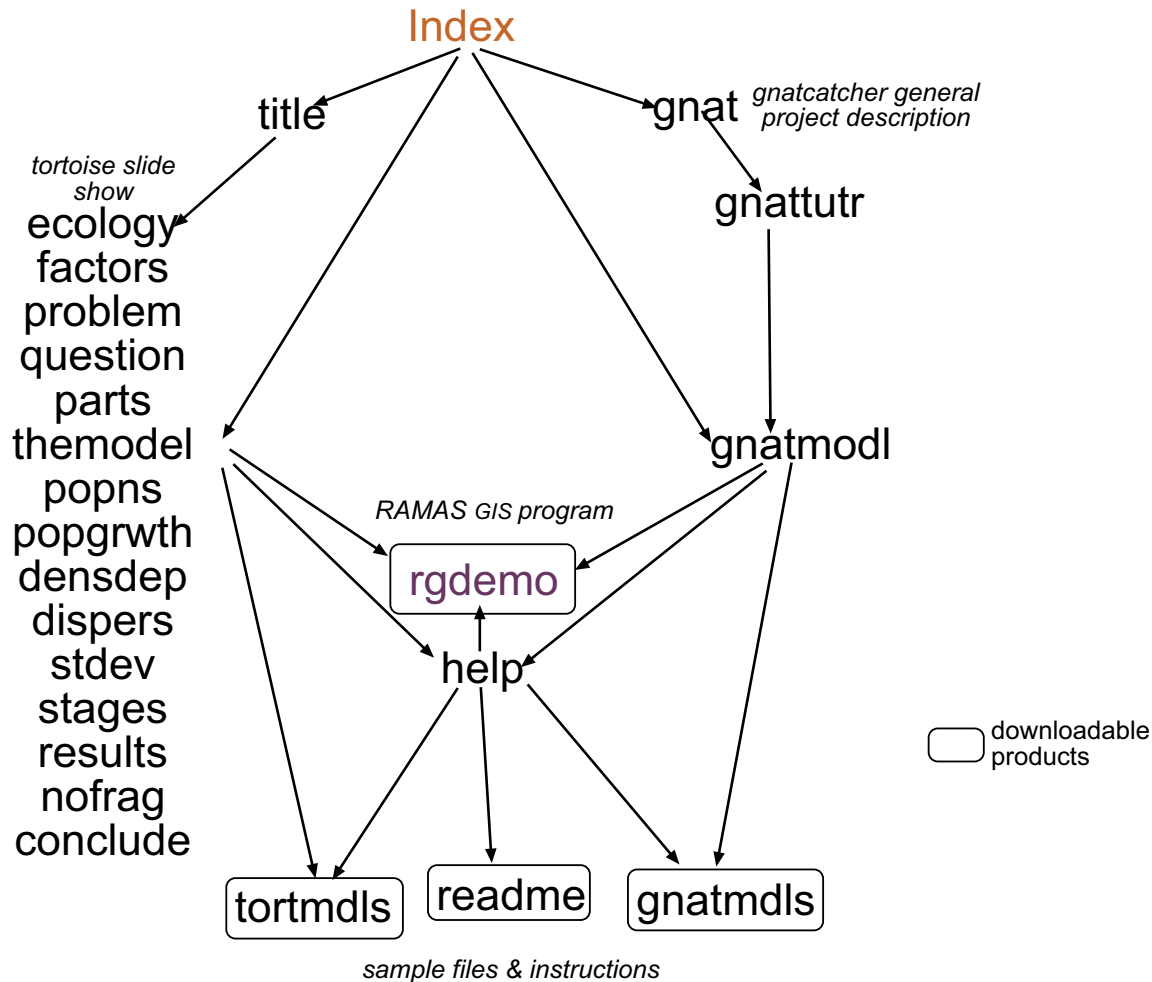 Index
title
gnat
gnatcatcher general
project description
tortoise slide
show
gnattutr
ecology
factors
problem
question
parts
themodel
gnatmodl
popns
popgrwth
densdep
dispers
stdev
stages
results
nofrag
conclude
RAMAS GIS program
rgdemo
help
downloadable
products
tortmdls
readme
gnatmdls
sample files & instructions